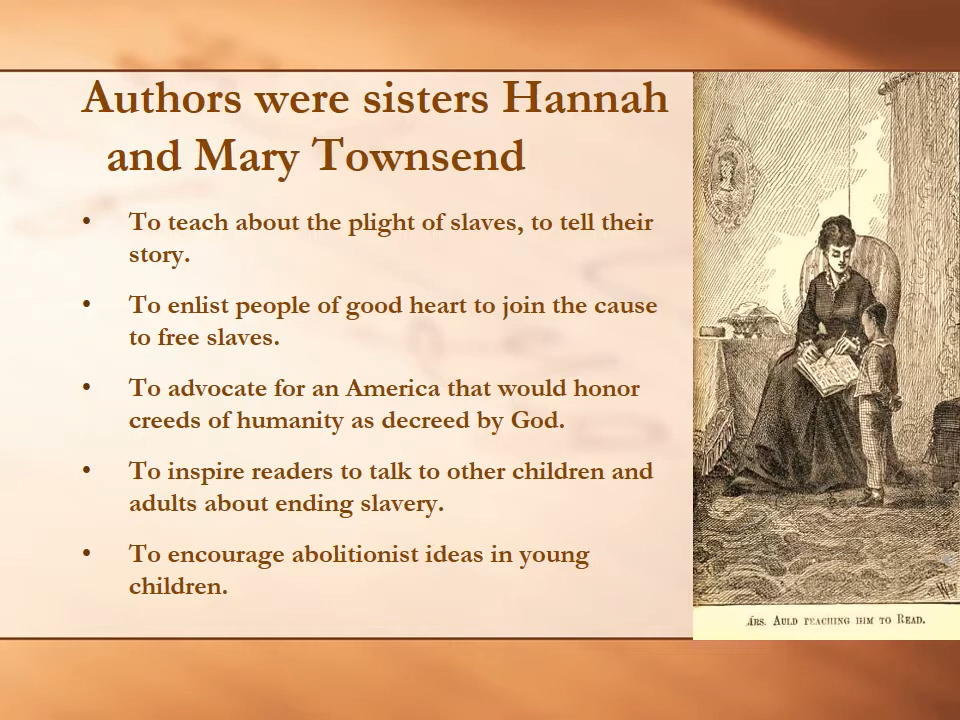 Authors were sisters Hannah
and Mary Townsend
• To teach about the plight of slaves, to tell their
story.
• To enlist people of good heart to join the cause
to free slaves.
• To advocate for an America that would honor
creeds of humanity as decreed by God.
• To inspire readers to talk to other children and
adults about ending slavery.
• To encourage abolitionist ideas in young
children.
MRS. AULD TEACHING HIM TO READ.